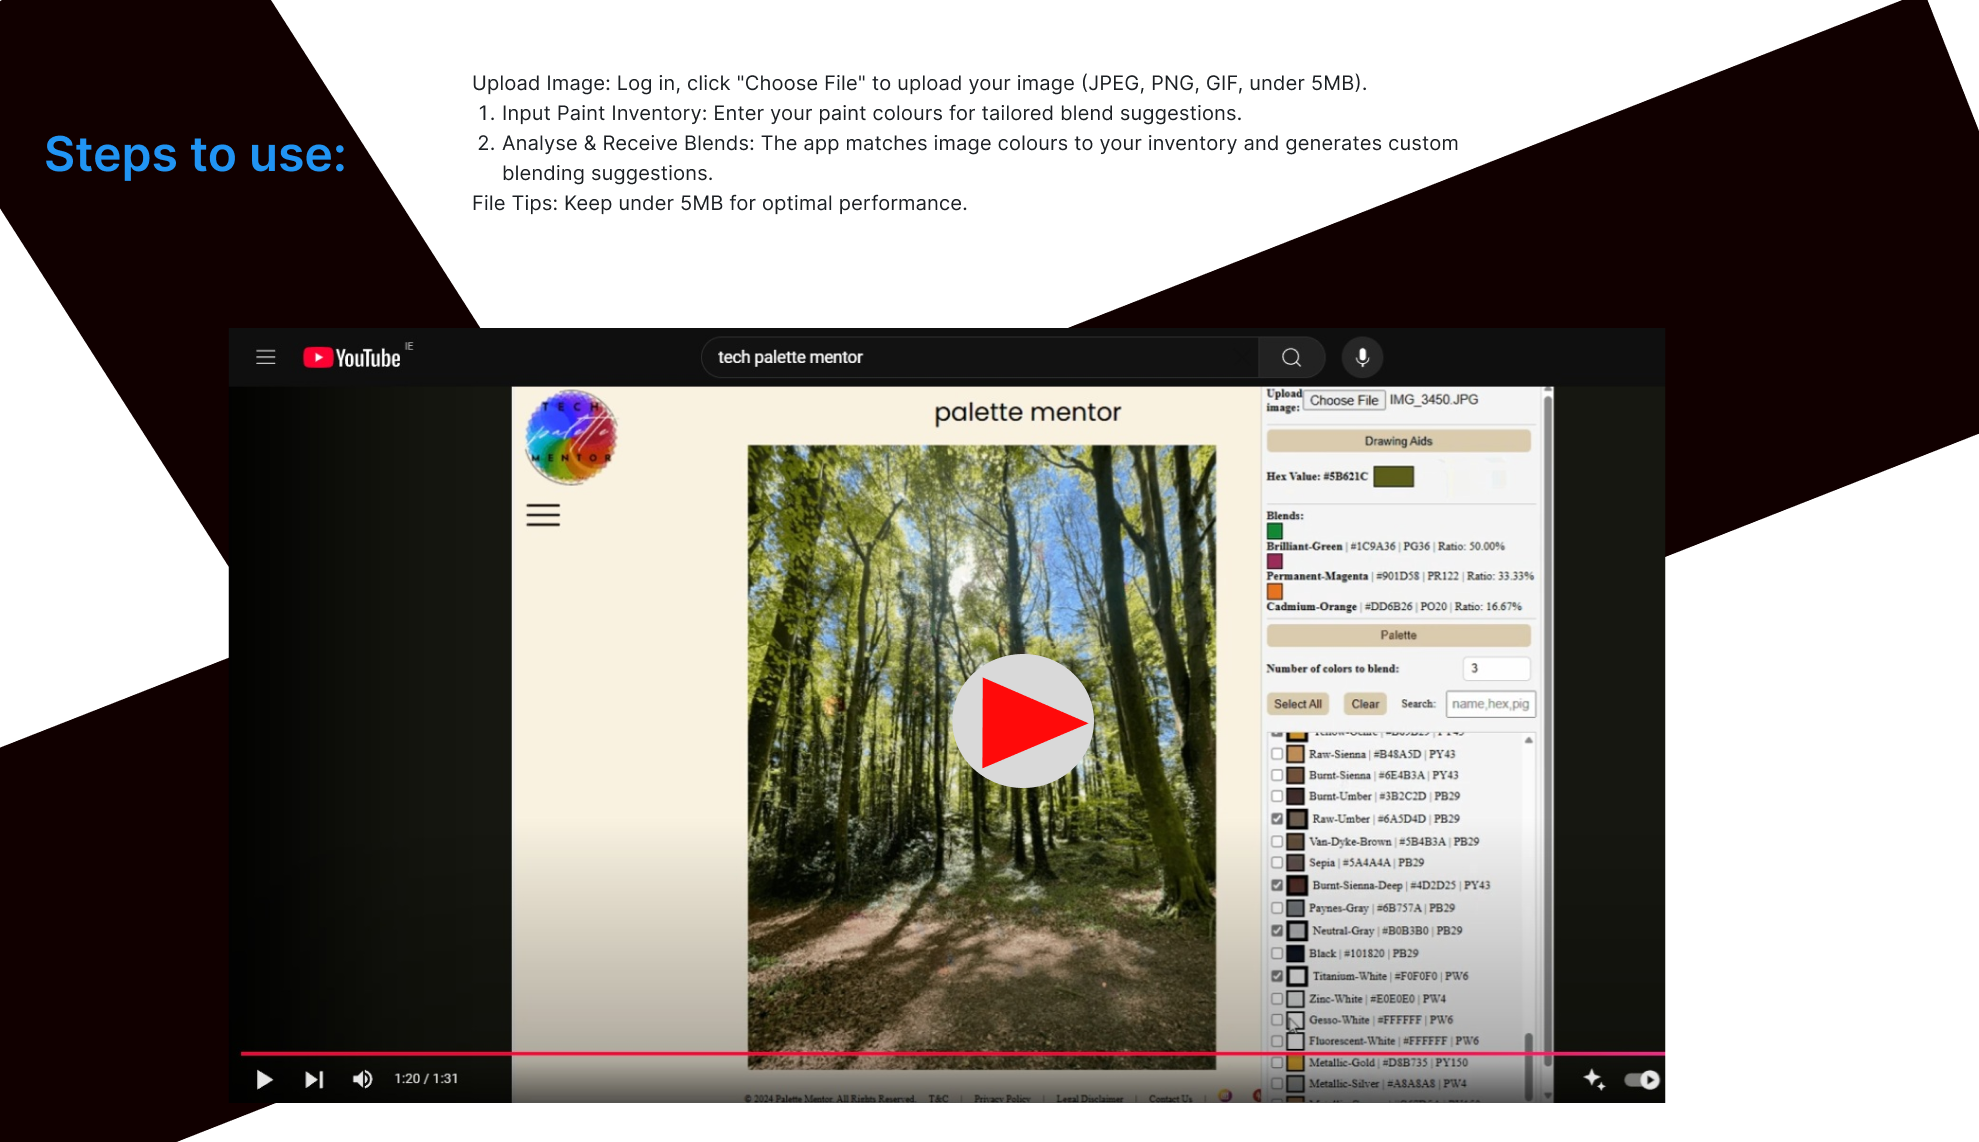 Steps to use:
Upload Image: Log in, click "Choose File" to upload your image (JPEG, PNG, GIF, under 5MB).
1. Input Paint Inventory: Enter your paint colours for tailored blend suggestions.
2. Analyse & Receive Blends: The app matches image colours to your inventory and generates custom
blending suggestions.
File Tips: Keep under 5MB for optimal performance.
YouTube IE
tech palette mentor
TECH
palette
MENTOR
palette mentor
Upload
image: Choose File IMG_3450.JPG
Drawing Aids
Hex Value: #5B621C
Blends:
Brilliant-Green | #1C9A36 | PG36 | Ratio: 50.00%
Permanent-Magenta | #901D58 | PR122 | Ratio: 33.33%
Cadmium-Orange | #DD6B26 | PO20 | Ratio: 16.67%
Palette
Number of colors to blend: 3
Select All Clear Search: name,hex,pig
Raw-Sienna | #B48A5D | PY43
Burnt-Sienna | #6E4B3A | PY43
Burnt-Umber | #3B2C2D | PB29
Raw-Umber | #6A5D4D | PB29
Van-Dyke-Brown | #5B4B3A | PB29
Sepia | #5A4A4A | PB29
Burnt-Sienna-Deep | #4D2D25 | PY43
Paynes-Gray | #6B757A | PB29
Neutral-Gray | #B0B3B0 | PB29
Black | #101820 | PB29
Titanium-White | #F0F0F0 | PW6
Zinc-White | #E0E0E0 | PW4
Gesso-White | #FFFFFF | PW6
Fluorescent-White | #FFFFFF | PW6
Metallic-Gold | #D8B735 | PY150
Metallic-Silver | #A8A8A8 | PW4
1:20 / 1:31
© 2024 Palette Mentor. All Rights Reserved. T&C | Privacy Policy | Legal Disclaimer | Contact Us |